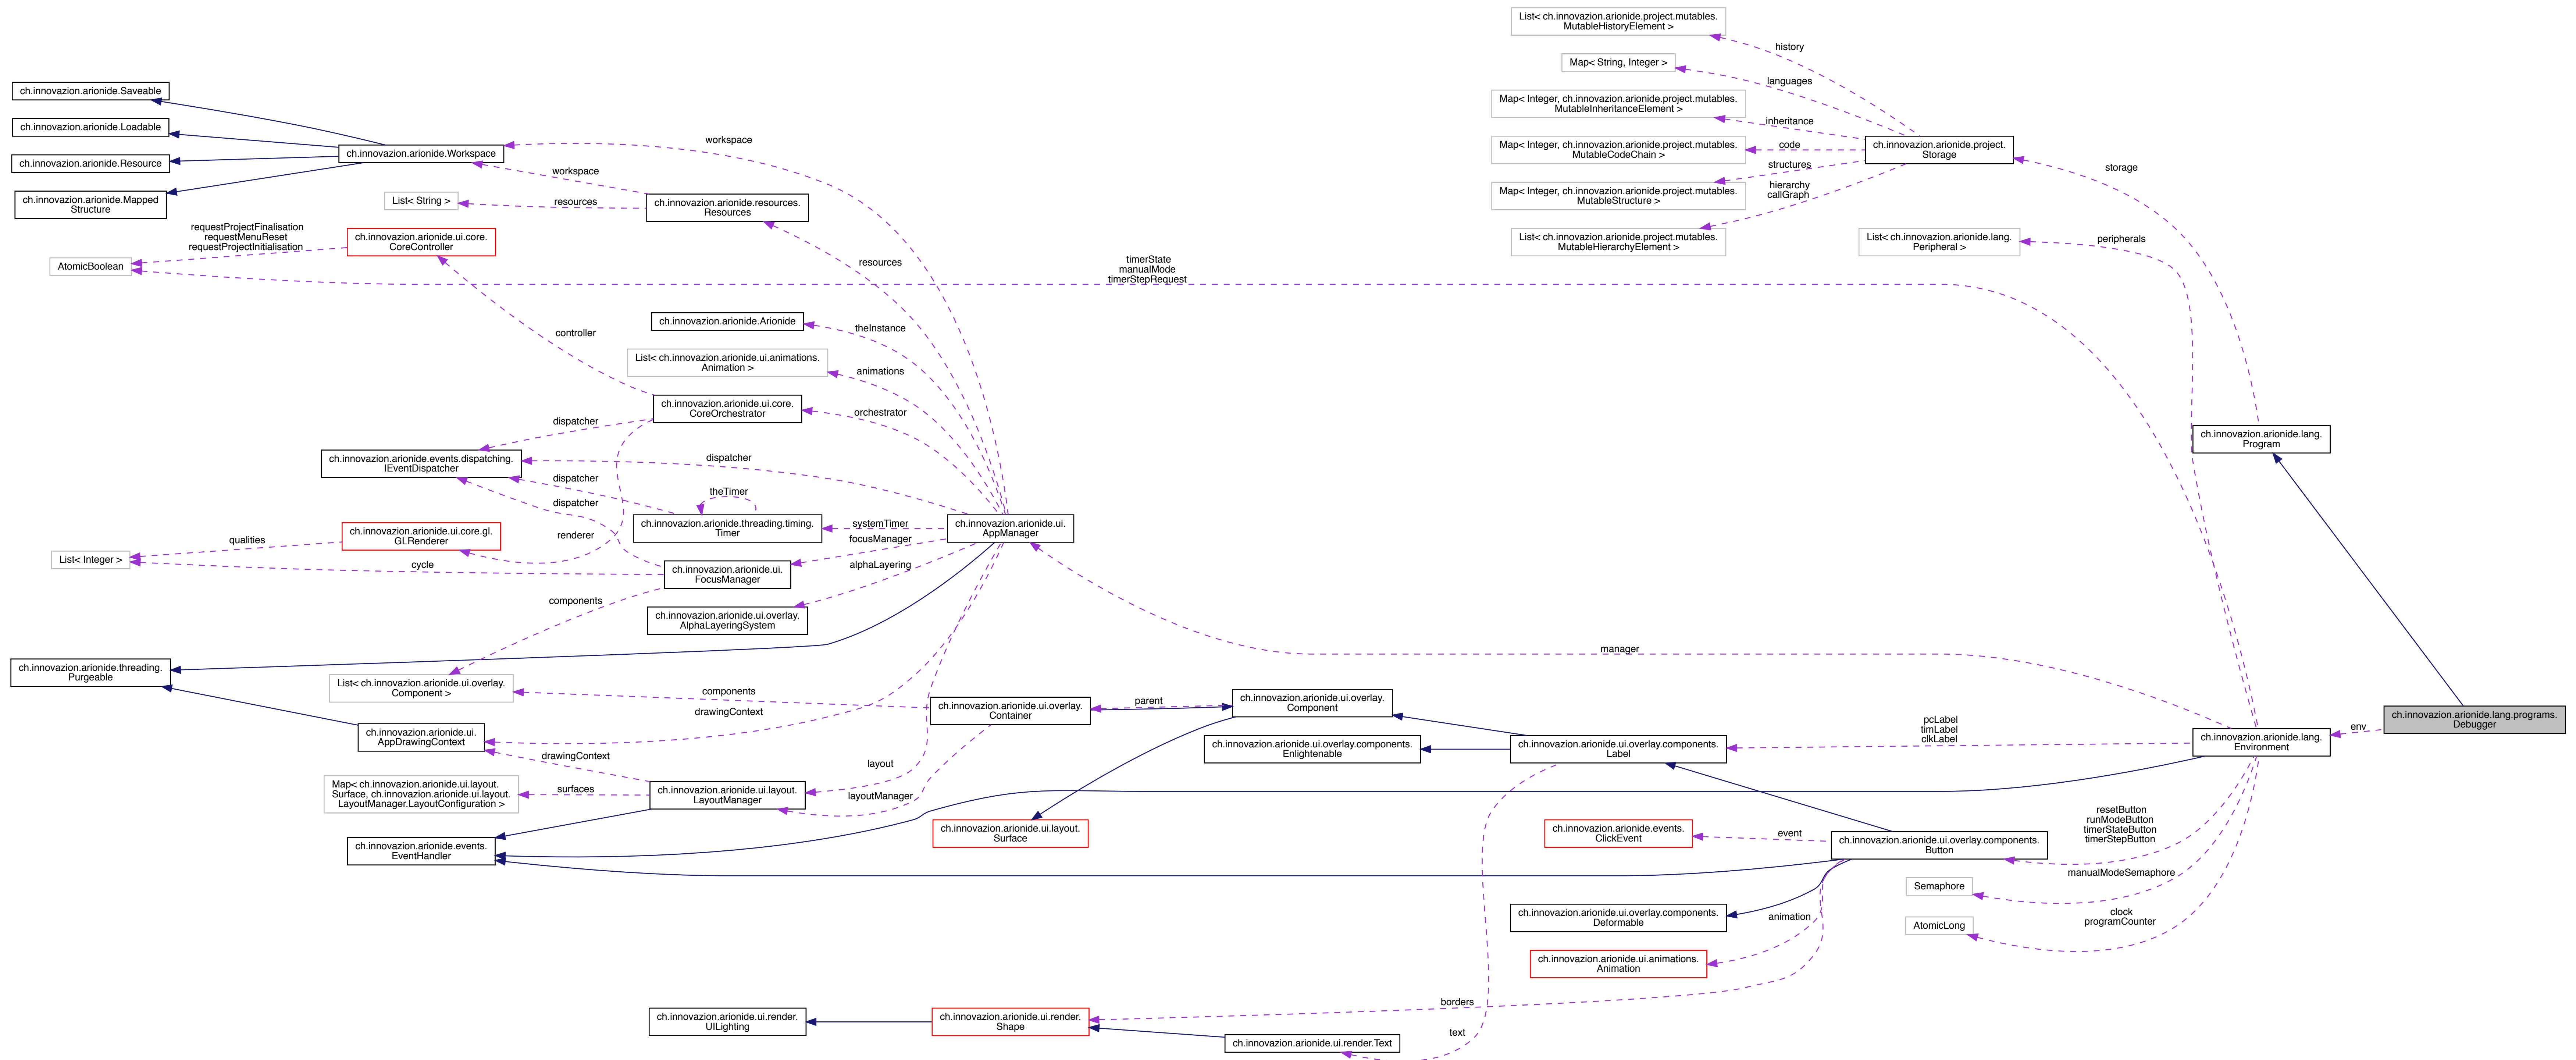 List< ch.innovazion.arionide.project.mutables.
MutableHistoryElement >
history
Map< String, Integer >
languages
ch.innovazion.arionide.Saveable
Map< Integer, ch.innovazion.arionide.project.mutables.
MutableInheritanceElement >
inheritance
ch.innovazion.arionide.Loadable
workspace
ch.innovazion.arionide.project.
Storage
code
Map< Integer, ch.innovazion.arionide.project.mutables.
MutableCodeChain >
ch.innovazion.arionide.Workspace
ch.innovazion.arionide.Resource
structures
storage
workspace
hierarchy
callGraph
Map< Integer, ch.innovazion.arionide.project.mutables.
MutableStructure >
ch.innovazion.arionide.Mapped
Structure
List< String >
resources
ch.innovazion.arionide.resources.
Resources
requestProjectFinalisation
requestMenuReset
requestProjectInitialisation
ch.innovazion.arionide.ui.core.
CoreController
List< ch.innovazion.arionide.project.mutables.
MutableHierarchyElement >
List< ch.innovazion.arionide.lang.
Peripheral >
peripherals
AtomicBoolean
resources
timerState
manualMode
timerStepRequest
ch.innovazion.arionide.Arionide
theInstance
controller
List< ch.innovazion.arionide.ui.animations.
Animation >
animations
ch.innovazion.arionide.ui.core.
CoreOrchestrator
orchestrator
dispatcher
ch.innovazion.arionide.lang.
Program
ch.innovazion.arionide.events.dispatching.
IEventDispatcher
dispatcher
dispatcher
theTimer
dispatcher
ch.innovazion.arionide.threading.timing.
Timer
systemTimer
ch.innovazion.arionide.ui.
AppManager
ch.innovazion.arionide.ui.core.gl.
GLRenderer
qualities
renderer
focusManager
List< Integer >
cycle
ch.innovazion.arionide.ui.
FocusManager
alphaLayering
components
ch.innovazion.arionide.ui.overlay.
AlphaLayeringSystem
manager
ch.innovazion.arionide.threading.
Purgeable
List< ch.innovazion.arionide.ui.overlay.
Component >
components
ch.innovazion.arionide.ui.overlay.
Container
parent
ch.innovazion.arionide.ui.overlay.
Component
drawingContext
ch.innovazion.arionide.lang.programs.
Debugger
env
pcLabel
timLabel
clkLabel
ch.innovazion.arionide.ui.
AppDrawingContext
ch.innovazion.arionide.ui.overlay.components.
Enlightenable
ch.innovazion.arionide.ui.overlay.components.
Label
ch.innovazion.arionide.lang.
Environment
drawingContext
layout
Map< ch.innovazion.arionide.ui.layout.
Surface, ch.innovazion.arionide.ui.layout.
LayoutManager.LayoutConfiguration >
surfaces
ch.innovazion.arionide.ui.layout.
LayoutManager
layoutManager
resetButton
runModeButton
timerStateButton
timerStepButton
ch.innovazion.arionide.ui.layout.
Surface
ch.innovazion.arionide.events.
ClickEvent
event
ch.innovazion.arionide.ui.overlay.components.
Button
ch.innovazion.arionide.events.
EventHandler
manualModeSemaphore
Semaphore
ch.innovazion.arionide.ui.overlay.components.
Deformable
animation
clock
programCounter
AtomicLong
ch.innovazion.arionide.ui.animations.
Animation
borders
ch.innovazion.arionide.ui.render.
UILighting
ch.innovazion.arionide.ui.render.
Shape
text
ch.innovazion.arionide.ui.render.Text